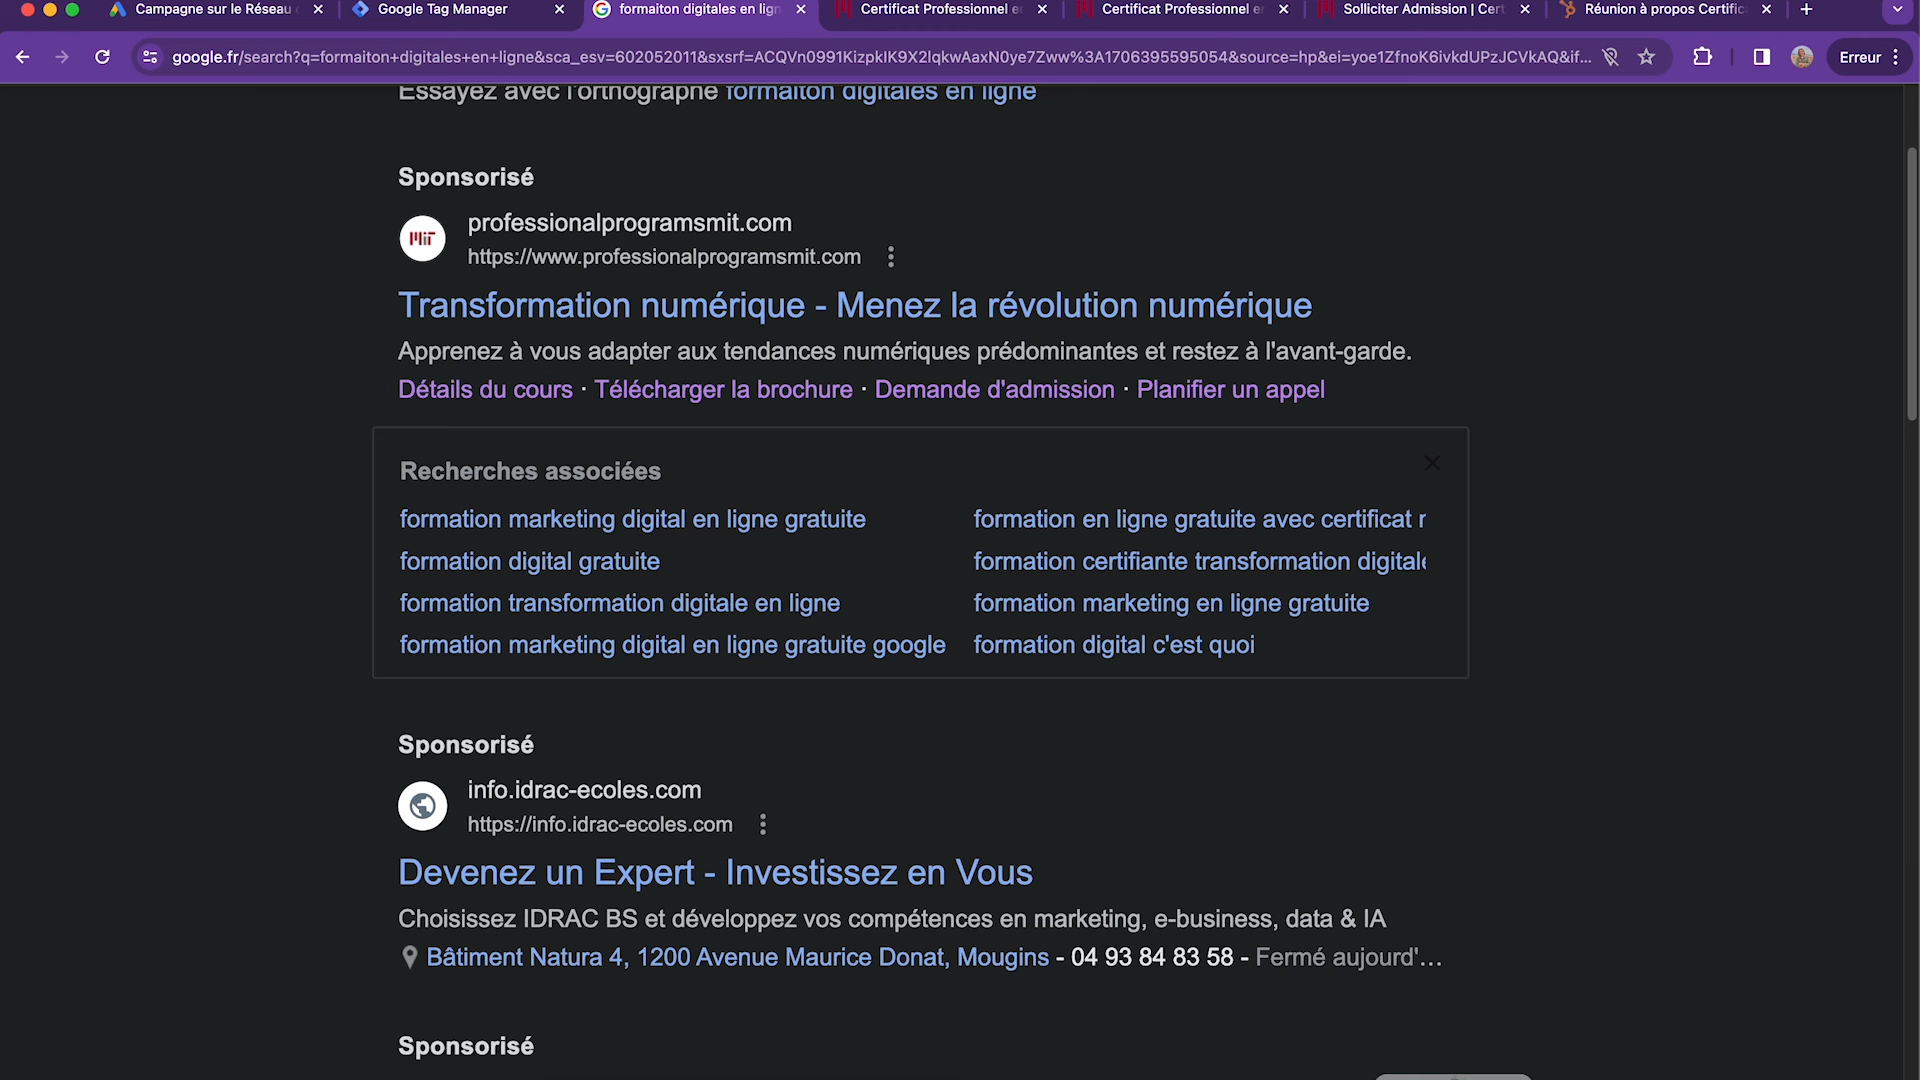 Campagne sur le Réseau
Google Tag Manager
formaiton digitales en lign
Certificat Professionnel e
Certificat Professionnel e
Solliciter Admission | Cert
Réunion à propos Certific
google.fr/search?q=formaiton+digitales+en+ligne&sca_esv=602052011&sxsrf=ACQVn0991KizpklK9X2lqkwAaxN0ye7Zww%3A1706395595054&source=hp&ei=yoe1ZfnoK6ivkdUPzJCVkAQ&if...
Erreur
Essayez avec l'orthographe formaiton digitales en ligne
Sponsorisé
MIT
professionalprogramsmit.com
https://www.professionalprogramsmit.com
Transformation numérique - Menez la révolution numérique
Apprenez à vous adapter aux tendances numériques prédominantes et restez à l'avant-garde.
Détails du cours · Télécharger la brochure · Demande d'admission · Planifier un appel
Recherches associées
formation marketing digital en ligne gratuite
formation en ligne gratuite avec certificat
formation digital gratuite
formation certifiante transformation digitale
formation transformation digitale en ligne
formation marketing en ligne gratuite
formation marketing digital en ligne gratuite google
formation digital c'est quoi
Sponsorisé
info.idrac-ecoles.com
https://info.idrac-ecoles.com
Devenez un Expert - Investissez en Vous
Choisissez IDRAC BS et développez vos compétences en marketing, e-business, data & IA
Bâtiment Natura 4, 1200 Avenue Maurice Donat, Mougins - 04 93 84 83 58 - Fermé aujourd'...
Sponsorisé